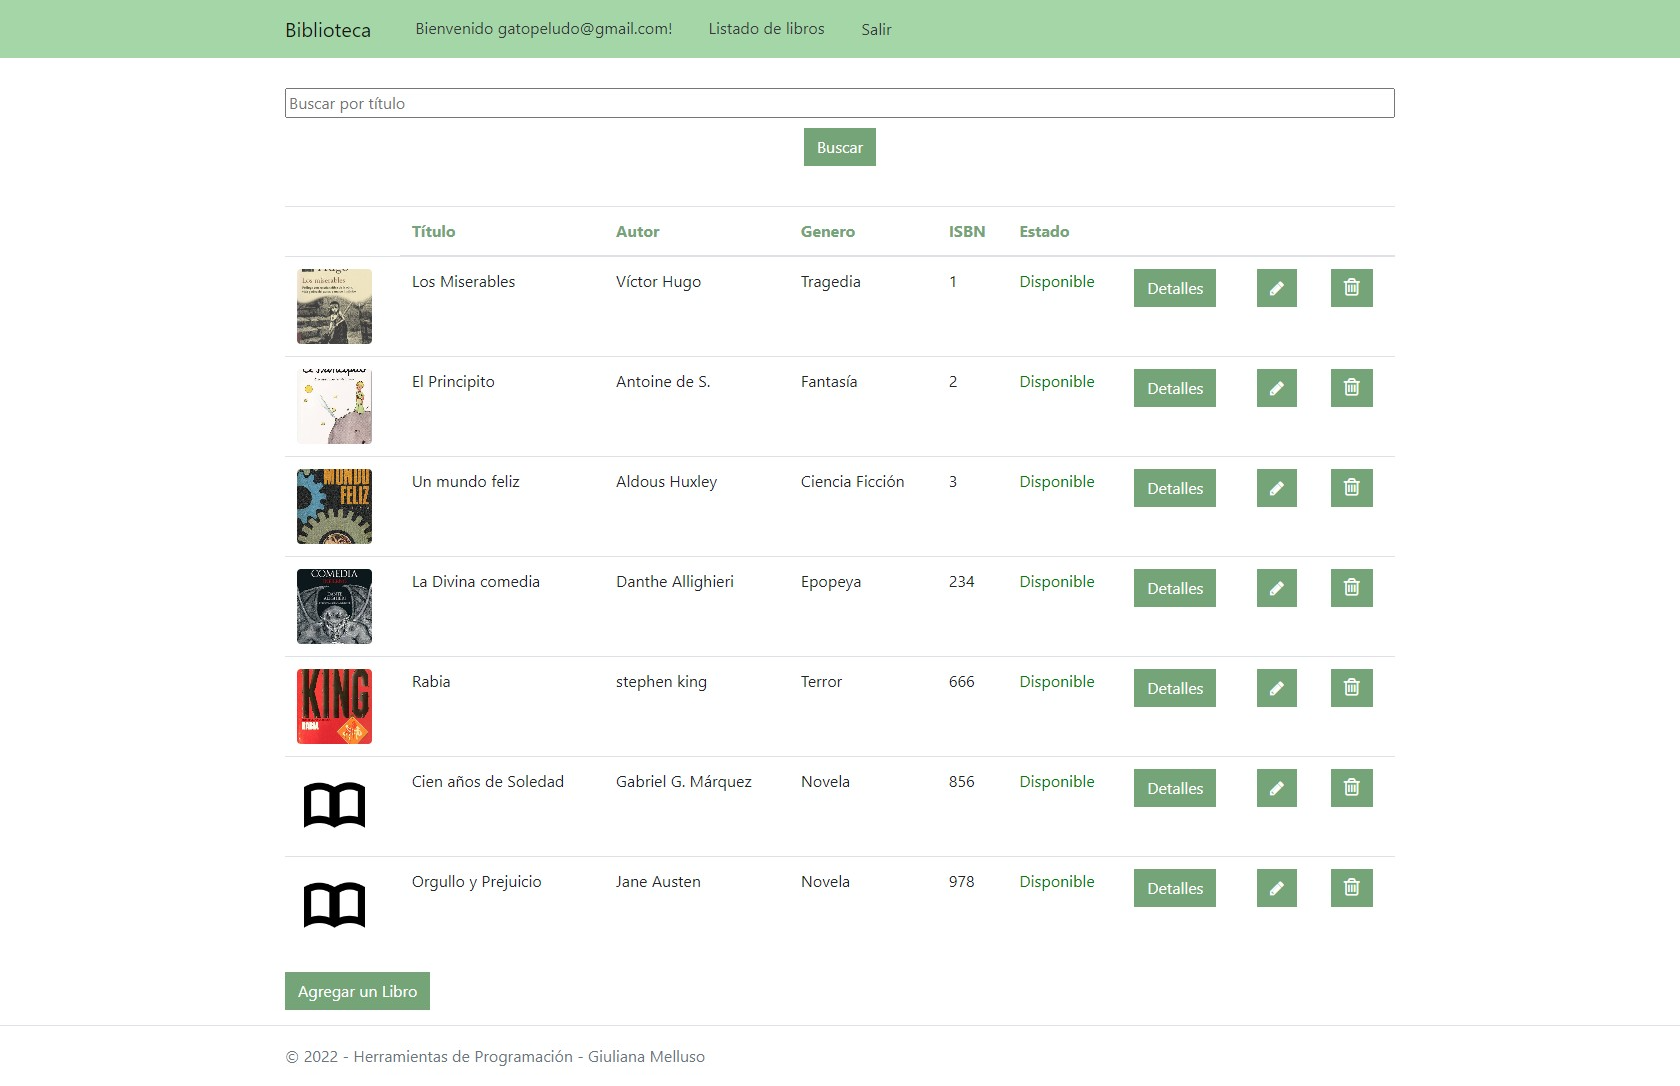 Biblioteca Bienvenido gatopeludo@gmail.com! Listado de libros Salir
Buscar por título
Buscar
Título Autor Genero ISBN Estado
Los miserables
Los Miserables Víctor Hugo Tragedia 1 Disponible Detalles
El Principito Antoine de S. Fantasía 2 Disponible Detalles
MUNDO
FELIZ
Un mundo feliz Aldous Huxley Ciencia Ficción 3 Disponible Detalles
COMEDIA
DANTE
ALIGHIERI
La Divina comedia Danthe Allighieri Epopeya 234 Disponible Detalles
KING
RABIA
Rabia stephen king Terror 666 Disponible Detalles
Cien años de Soledad Gabriel G. Márquez Novela 856 Disponible Detalles
Orgullo y Prejuicio Jane Austen Novela 978 Disponible Detalles
Agregar un Libro
© 2022 - Herramientas de Programación - Giuliana Melluso